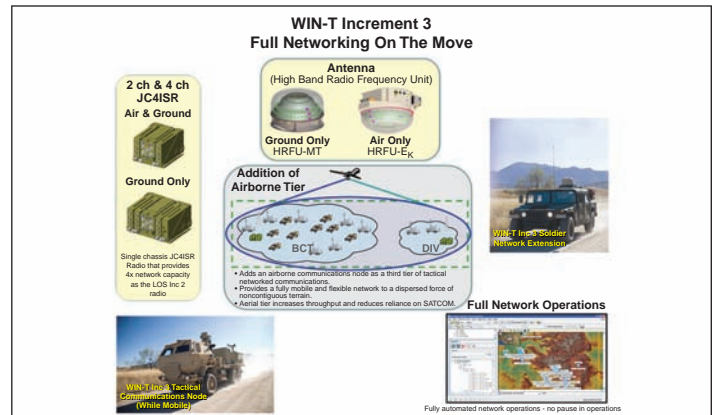 WIN-T Increment 3
Full Networking On The Move
2 ch & 4 ch
JC4ISR
Air & Ground
Ground Only
Single chassis JC4ISR
Radio that provides
4x network capacity
as the LOS Inc 2
radio
Antenna
(High Band Radio Frequency Unit)
Ground Only
HRFU-MT
Air Only
HRFU-EK
Addition of
Airborne Tier
BCT
DIV
• Adds an airborne communications node as a third tier of tactical
networked communications.
• Provides a fully mobile and flexible network to a dispersed force of
noncontiguous terrain.
• Aerial tier increases throughput and reduces reliance on SATCOM.
WIN-T Inc 3 Soldier
Network Extension
WIN-T Inc 3 Tactical
Communications Node
(While Mobile)
Full Network Operations
Fully automated network operations - no pause in operations